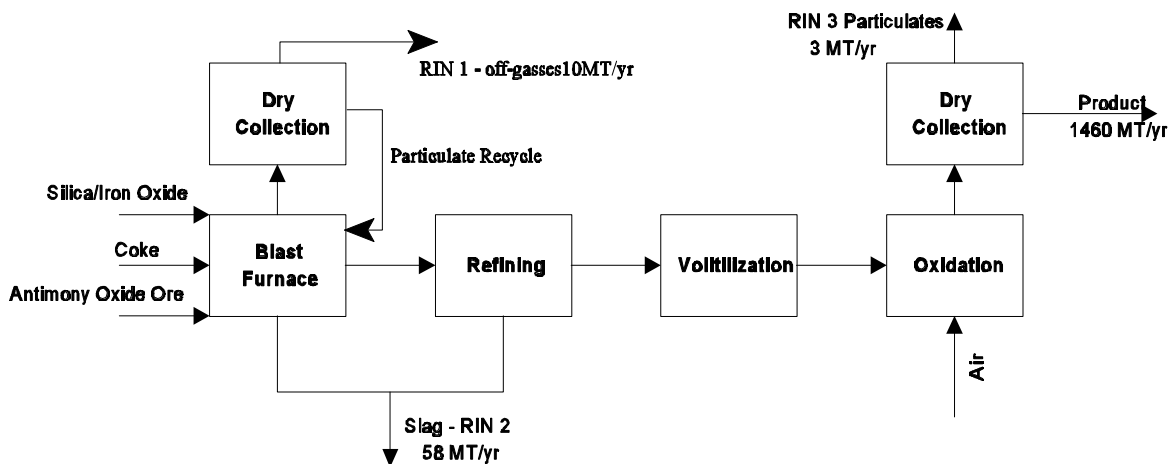 RIN 3 Particulates
3 MT/yr
RIN 1 - off-gasses10MT/yr
Dry
Collection
Dry
Collection
Product
1460 MT/yr
Particulate Recycle
Silica/Iron Oxide
Coke
Antimony Oxide Ore
Blast
Furnace
Refining
Volitilization
Oxidation
Air
Slag - RIN 2
58 MT/yr